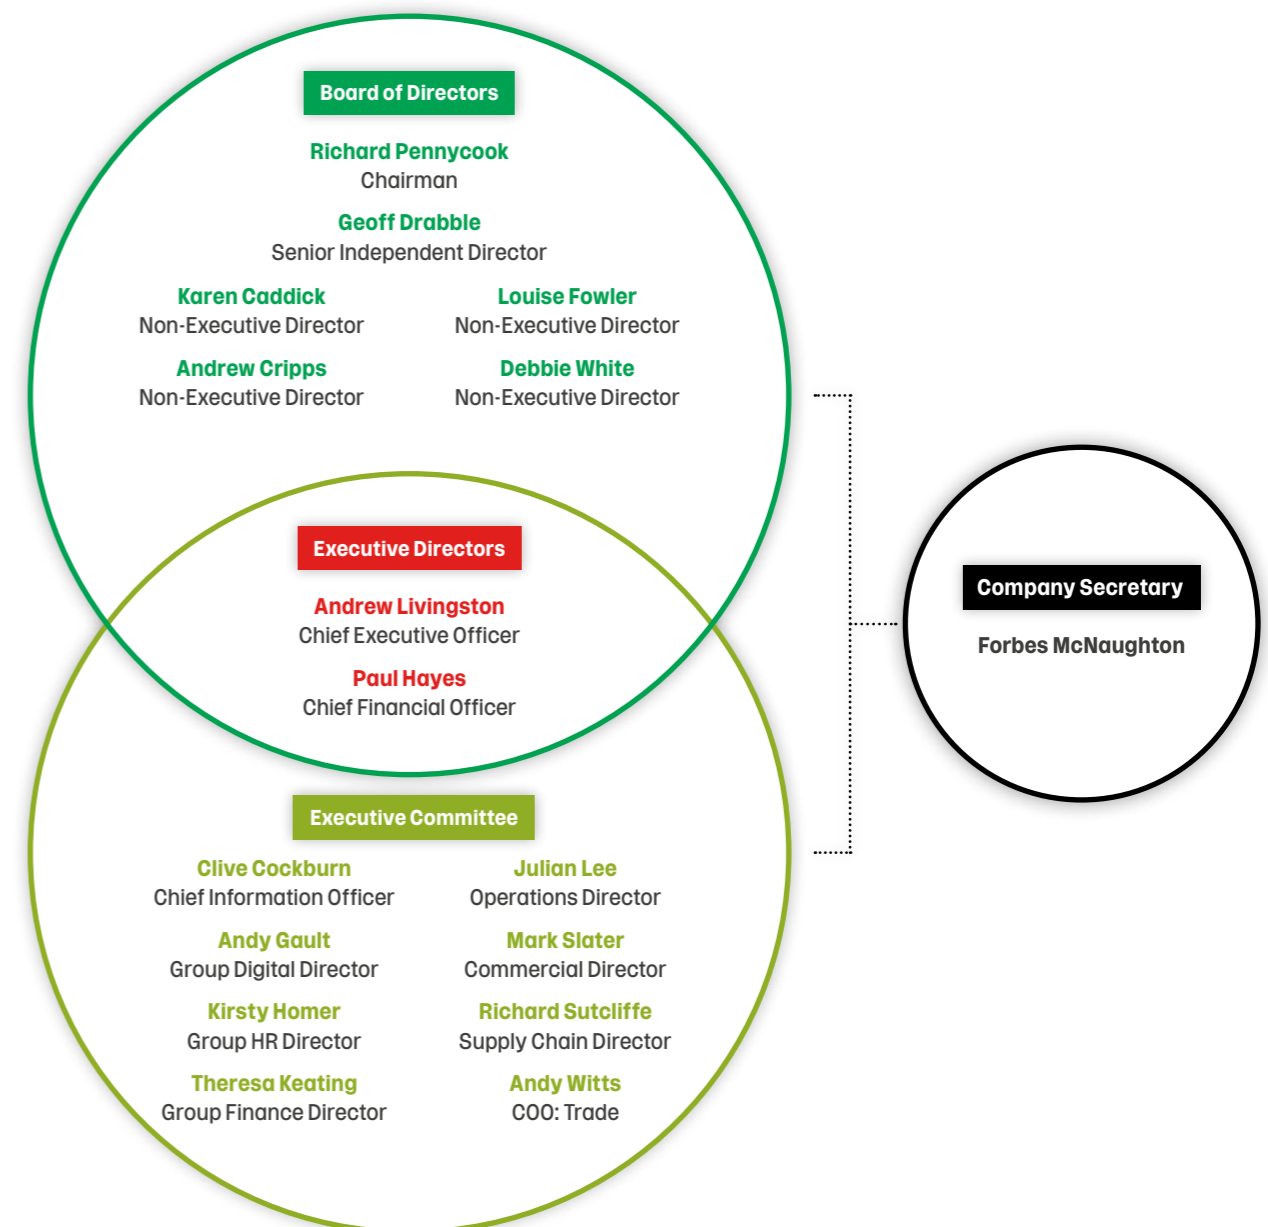 Board of Directors
Richard Pennycook
Chairman
Geoff Drabble
Senior Independent Director
Karen Caddick
Non-Executive Director
Louise Fowler
Non-Executive Director
Andrew Cripps
Non-Executive Director
Debbie White
Non-Executive Director
Executive Directors
Andrew Livingston
Chief Executive Officer
Paul Hayes
Chief Financial Officer
Executive Committee
Clive Cockburn
Chief Information Officer
Julian Lee
Operations Director
Andy Gault
Group Digital Director
Mark Slater
Commercial Director
Kirsty Homer
Group HR Director
Richard Sutcliffe
Supply Chain Director
Theresa Keating
Group Finance Director
Andy Witts
COO: Trade
Company Secretary
Forbes McNaughton